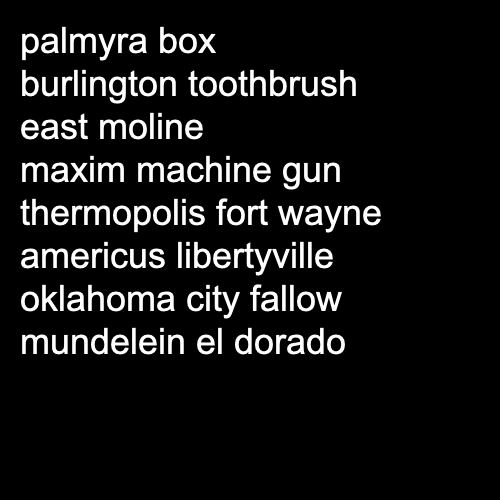 palmyra box
burlington toothbrush
east moline
maxim machine gun
thermopolis fort wayne
americus libertyville
oklahoma city fallow
mundelein el dorado